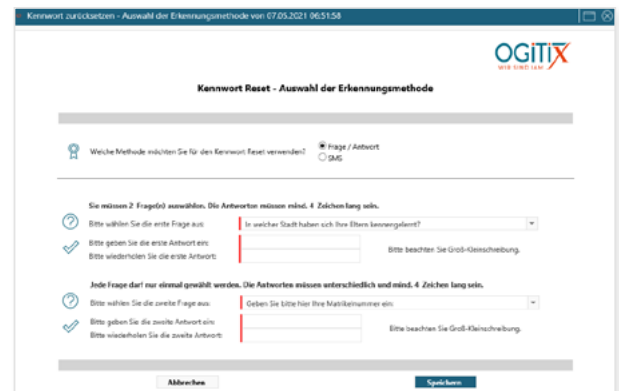 Kennwort zurücksetzen - Auswahl der Erkennungsmethode von 07.05.2021 06:51:58
OGiTiX
WIR SIND IAM
Kennwort Reset - Auswahl der Erkennungsmethode
Welche Methode möchten Sie für den Kennwort Reset verwenden?
Frage / Antwort
SMS
Sie müssen 2 Frage(n) auswählen. Die Antworten müssen mind. 4 Zeichen lang sein.
Bitte wählen Sie die erste Frage aus:
In welcher Stadt haben sich Ihre Eltern kennengelernt?
Bitte geben Sie die erste Antwort ein:
Bitte wiederholen Sie die erste Antwort:
Bitte beachten Sie Groß-Kleinschreibung.
Jede Frage darf nur einmal gewählt werden. Die Antworten müssen unterschiedlich und mind. 4 Zeichen lang sein.
Bitte wählen Sie die zweite Frage aus:
Geben Sie bitte hier Ihre Matrikelnummer ein:
Bitte geben Sie die zweite Antwort ein:
Bitte wiederholen Sie die zweite Antwort:
Bitte beachten Sie Groß-Kleinschreibung.
Abbrechen
Speichern